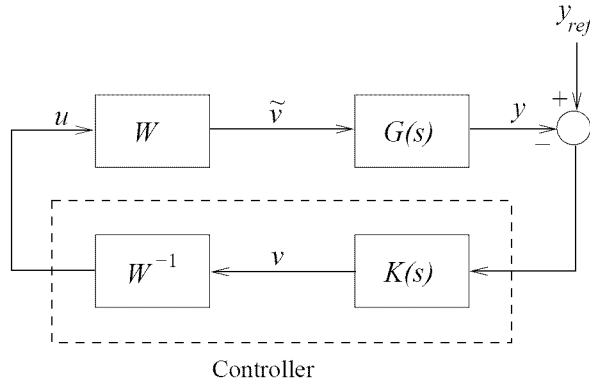 y_ref
+
u
W
ṽ
G(s)
y
−
W⁻¹
v
K(s)
Controller